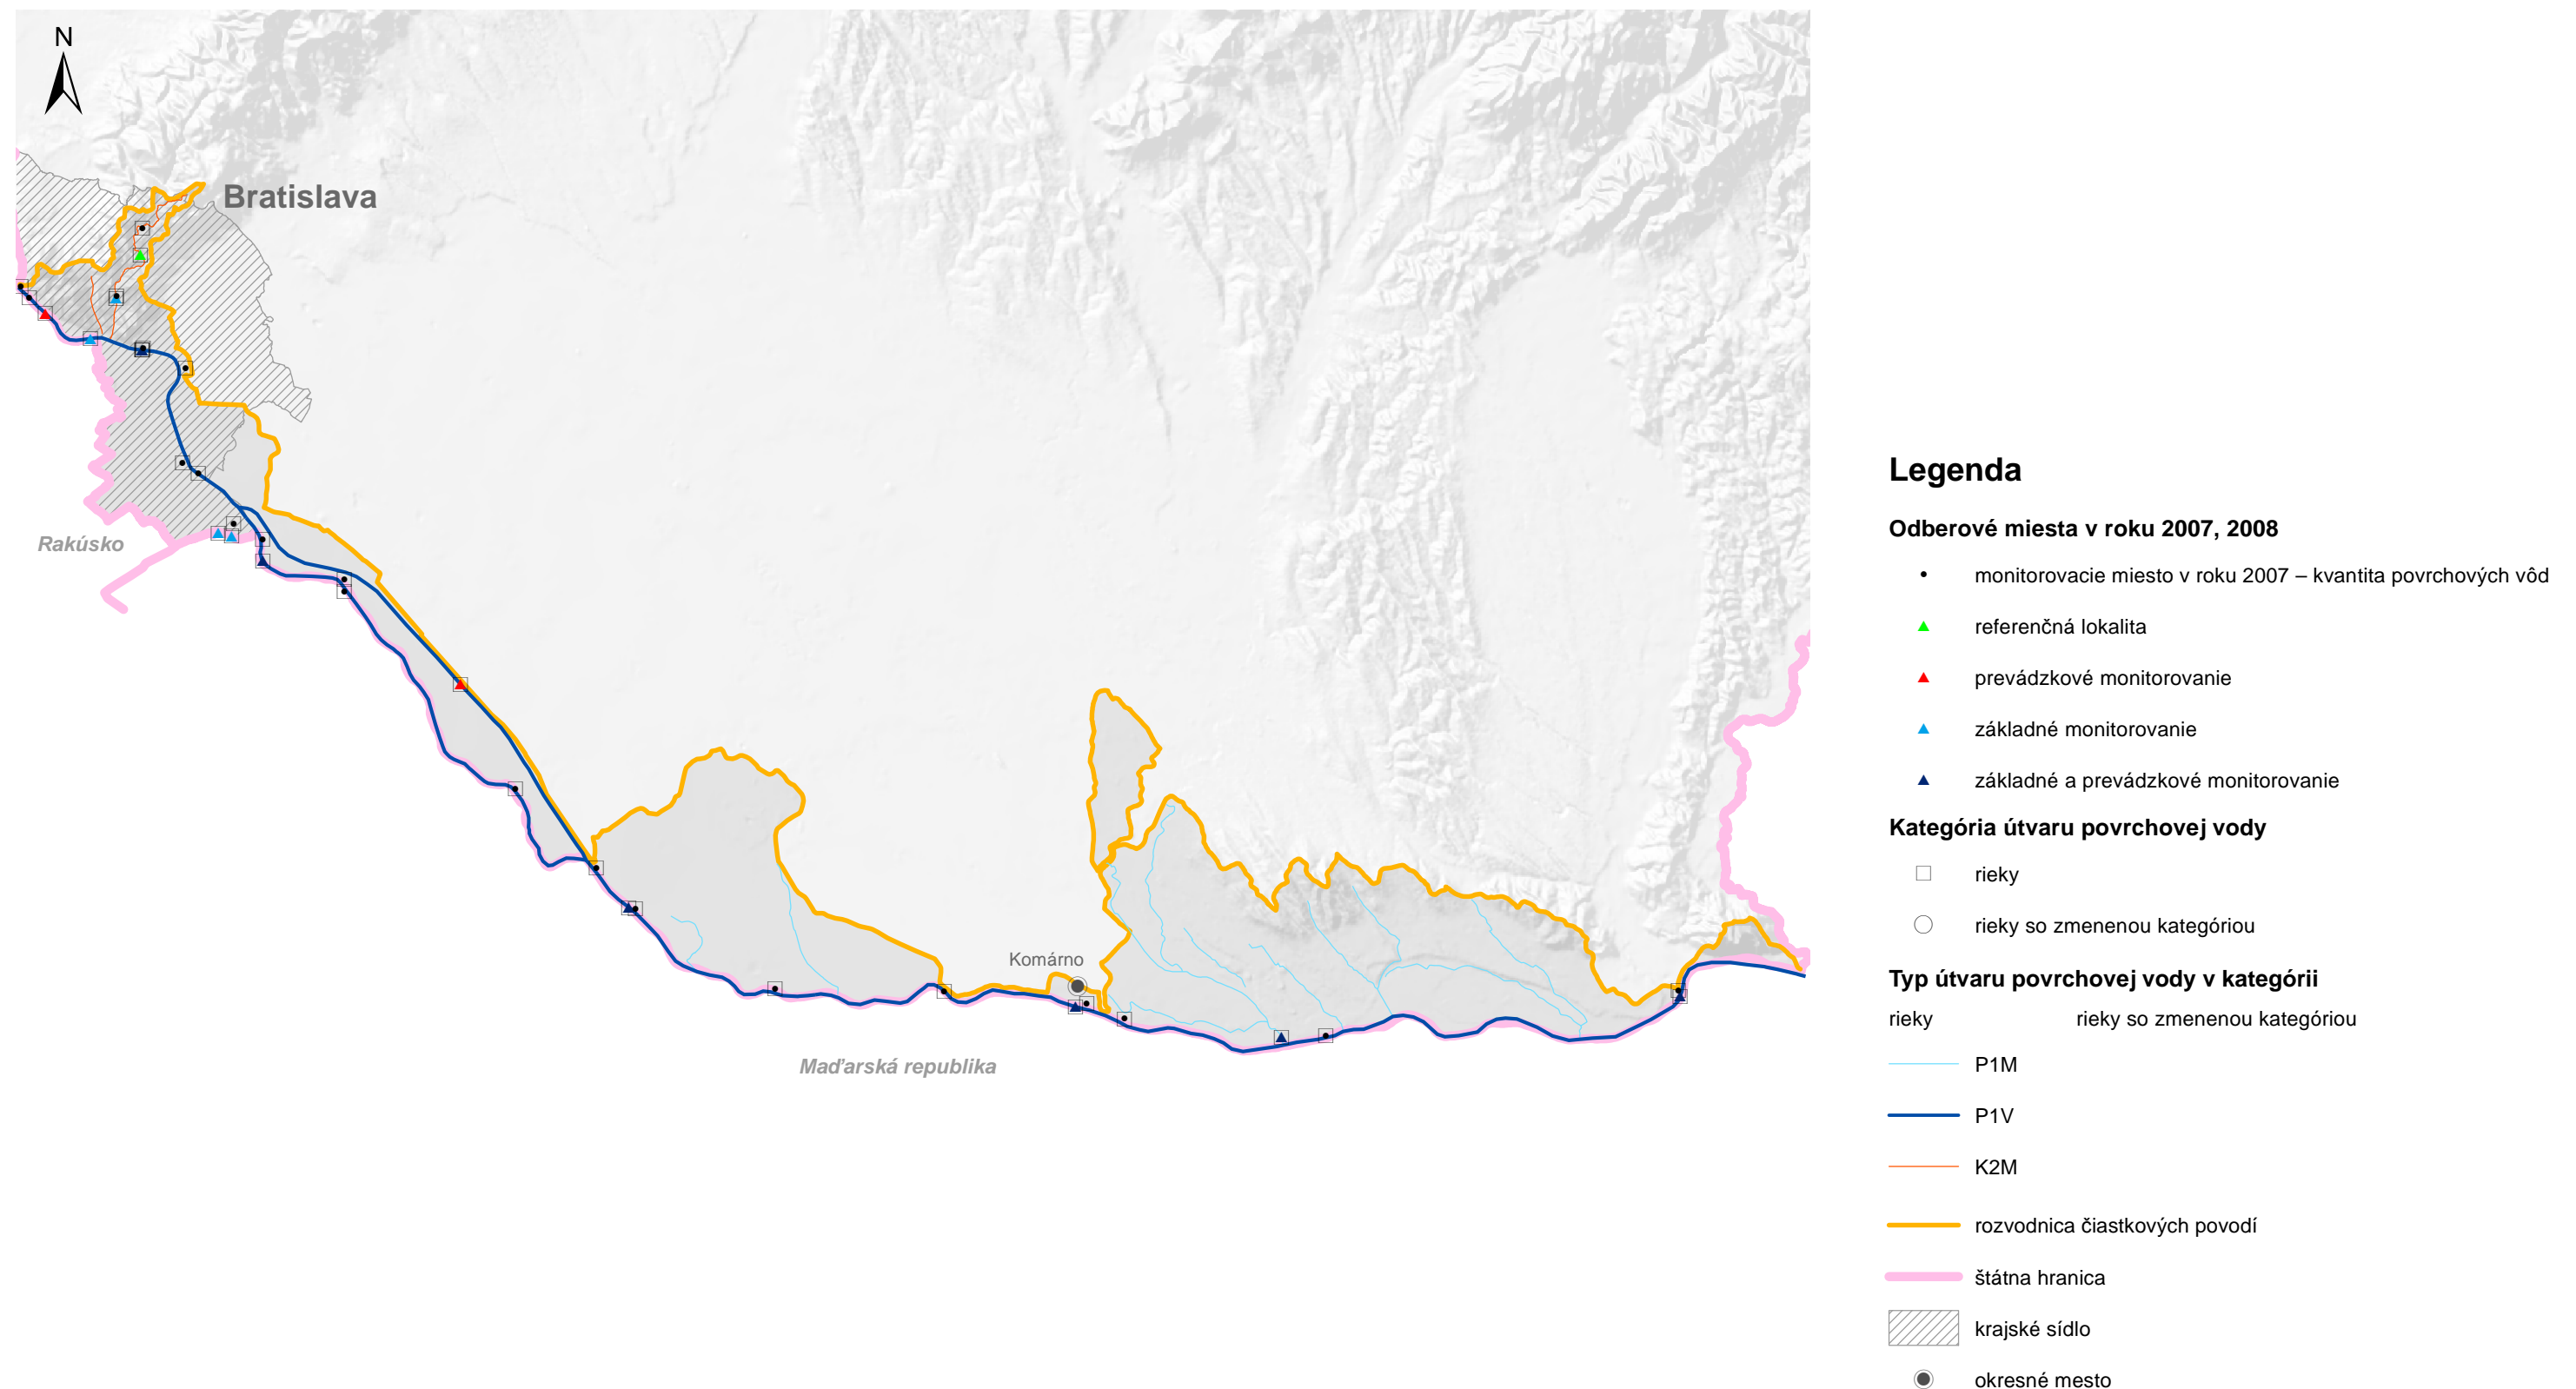 N
Bratislava
Rakúsko
Komárno
Maďarská republika
Legenda
Odberové miesta v roku 2007, 2008
monitorovacie miesto v roku 2007 – kvantita povrchových vôd
referenčná lokalita
prevádzkové monitorovanie
základné monitorovanie
základné a prevádzkové monitorovanie
Kategória útvaru povrchovej vody
rieky
rieky so zmenenou kategóriou
Typ útvaru povrchovej vody v kategórii
rieky rieky so zmenenou kategóriou
P1M
P1V
K2M
rozvodnica čiastkových povodí
štátna hranica
krajské sídlo
okresné mesto